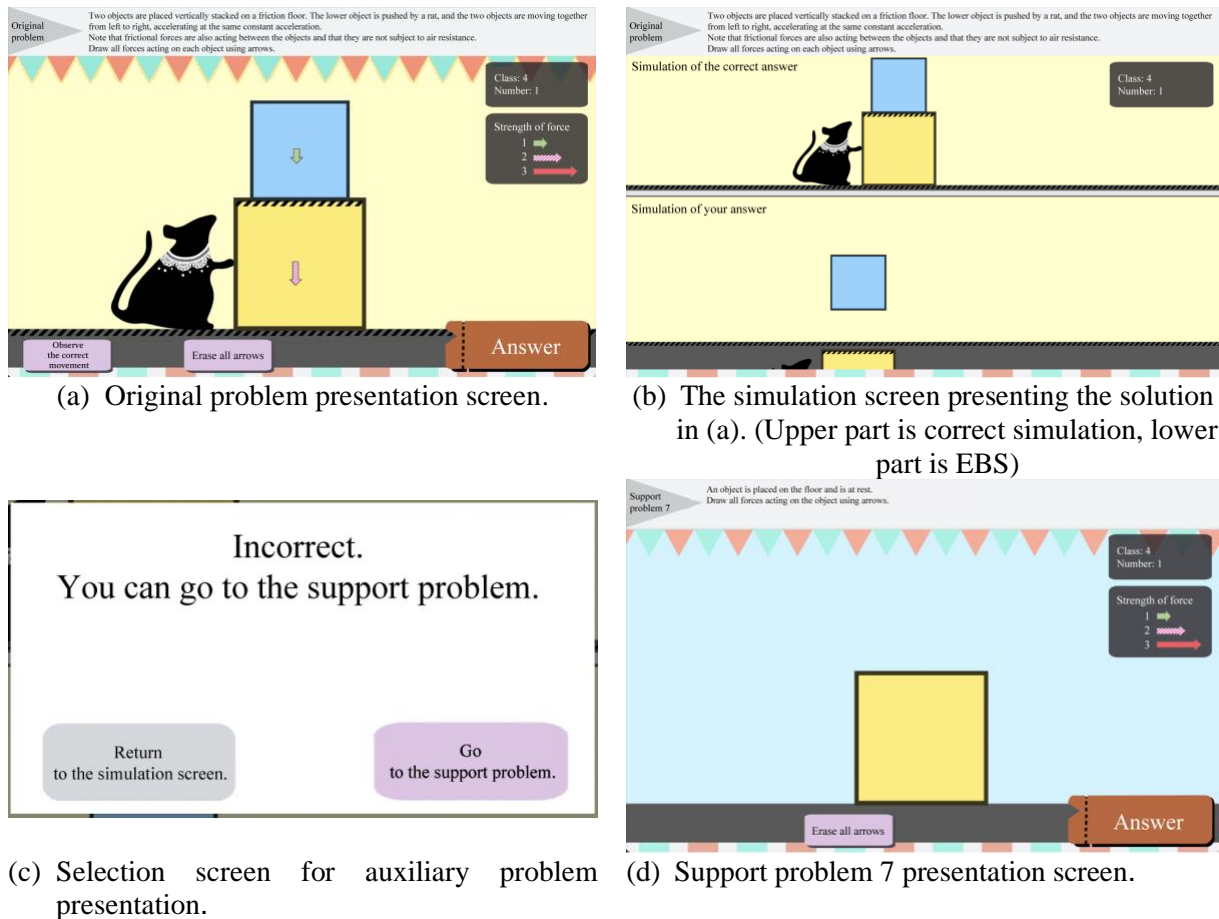 Original
problem
Two objects are placed vertically stacked on a friction floor. The lower object is pushed by a rat, and the two objects are moving together
from left to right, accelerating at the same constant acceleration.
Note that frictional forces are also acting between the objects and that they are not subject to air resistance.
Draw all forces acting on each object using arrows.
Class: 4
Number: 1
Strength of force
1
2
3
Observe
the correct
movement
Erase all arrows
Answer
(a) Original problem presentation screen.
Original
problem
Two objects are placed vertically stacked on a friction floor. The lower object is pushed by a rat, and the two objects are moving together
from left to right, accelerating at the same constant acceleration.
Note that frictional forces are also acting between the objects and that they are not subject to air resistance.
Draw all forces acting on each object using arrows.
Simulation of the correct answer
Class: 4
Number: 1
Simulation of your answer
(b) The simulation screen presenting the solution
in (a). (Upper part is correct simulation, lower
part is EBS)
Incorrect.
You can go to the support problem.
Return
to the simulation screen.
Go
to the support problem.
(c) Selection screen for auxiliary problem
presentation.
Support
problem 7
An object is placed on the floor and is at rest.
Draw all forces acting on the object using arrows.
Class: 4
Number: 1
Strength of force
1
2
3
Erase all arrows
Answer
(d) Support problem 7 presentation screen.